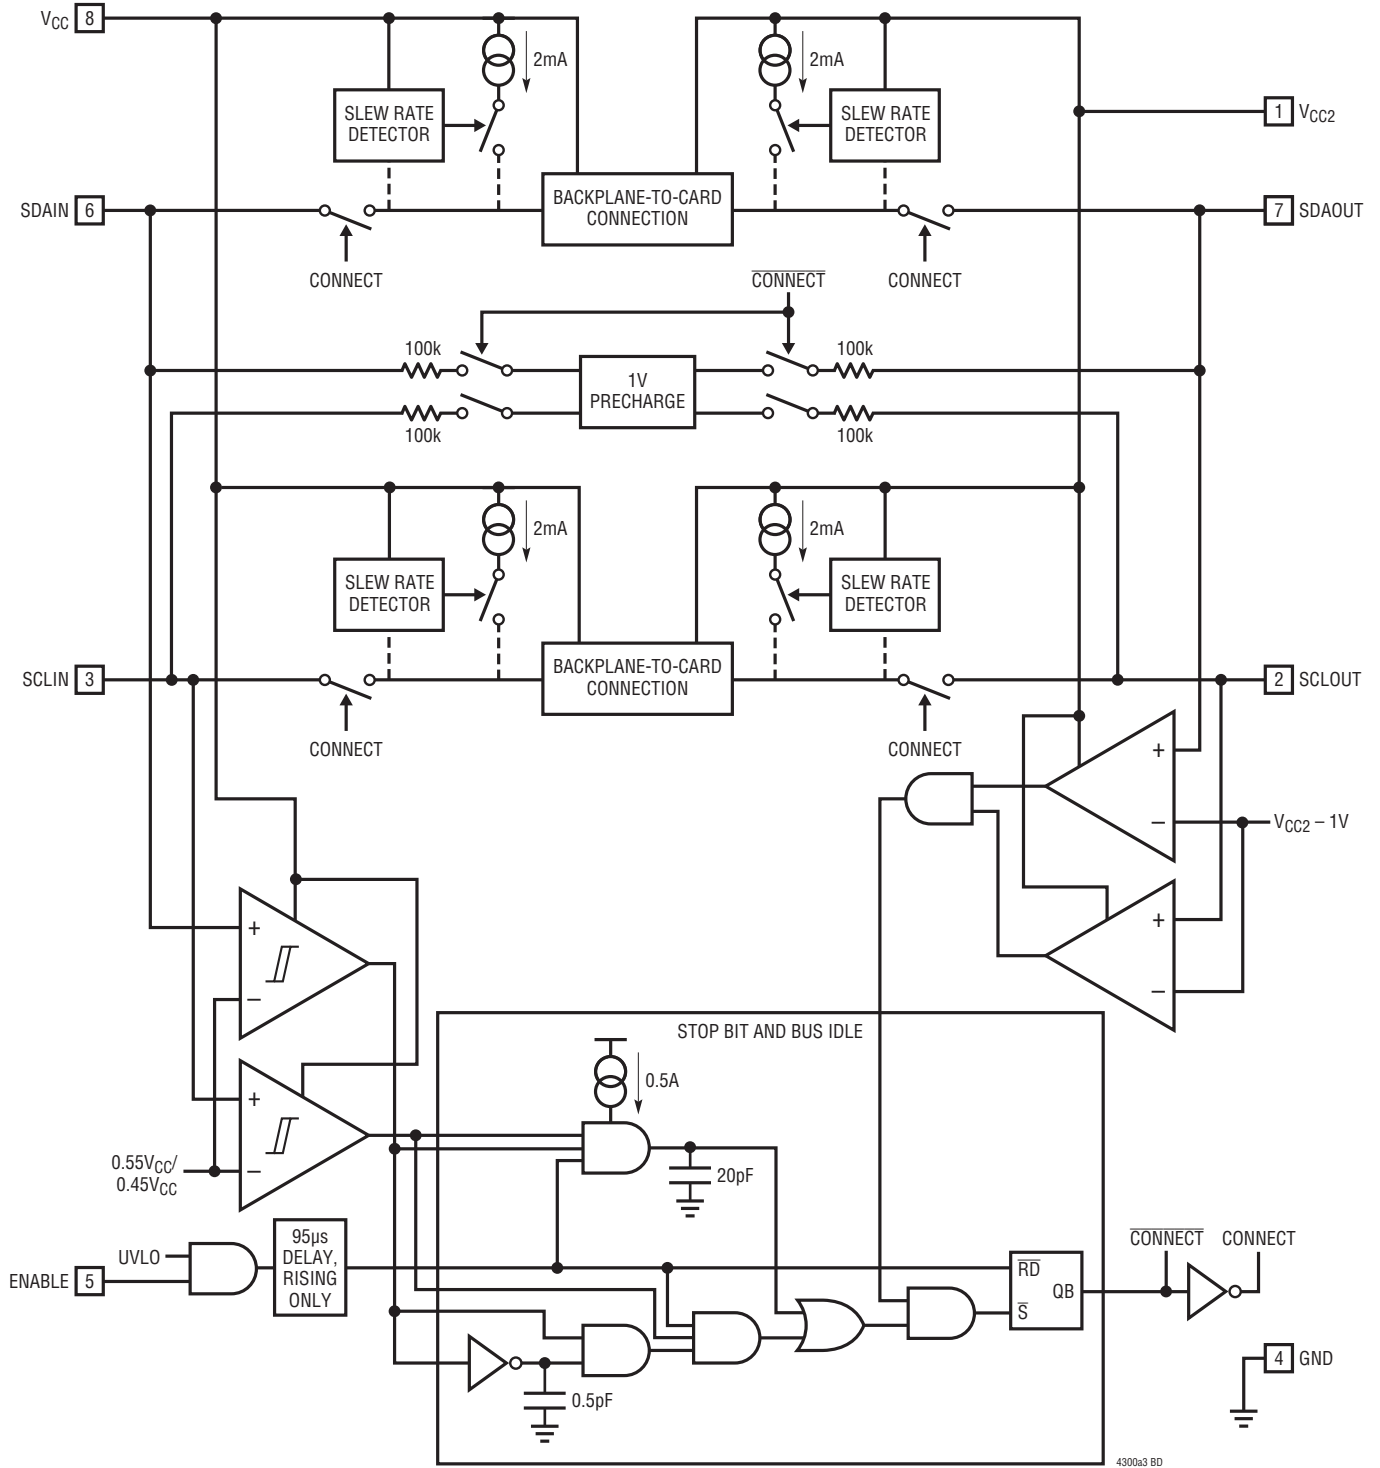 VCC 8
2mA
2mA
SLEW RATE
DETECTOR
SLEW RATE
DETECTOR
1 VCC2
SDAIN 6
BACKPLANE-TO-CARD
CONNECTION
7 SDAOUT
CONNECT
CONNECT
CONNECT
100k
100k
1V
PRECHARGE
100k
100k
2mA
2mA
SLEW RATE
DETECTOR
SLEW RATE
DETECTOR
SCLIN 3
BACKPLANE-TO-CARD
CONNECTION
2 SCLOUT
CONNECT
CONNECT
+
–
VCC2 – 1V
+
–
+
–
STOP BIT AND BUS IDLE
0.5A
+
–
0.55VCC/
0.45VCC
20pF
UVLO
ENABLE 5
95µs
DELAY,
RISING
ONLY
RD
QB
S
CONNECT
CONNECT
0.5pF
4 GND
4300a3 BD